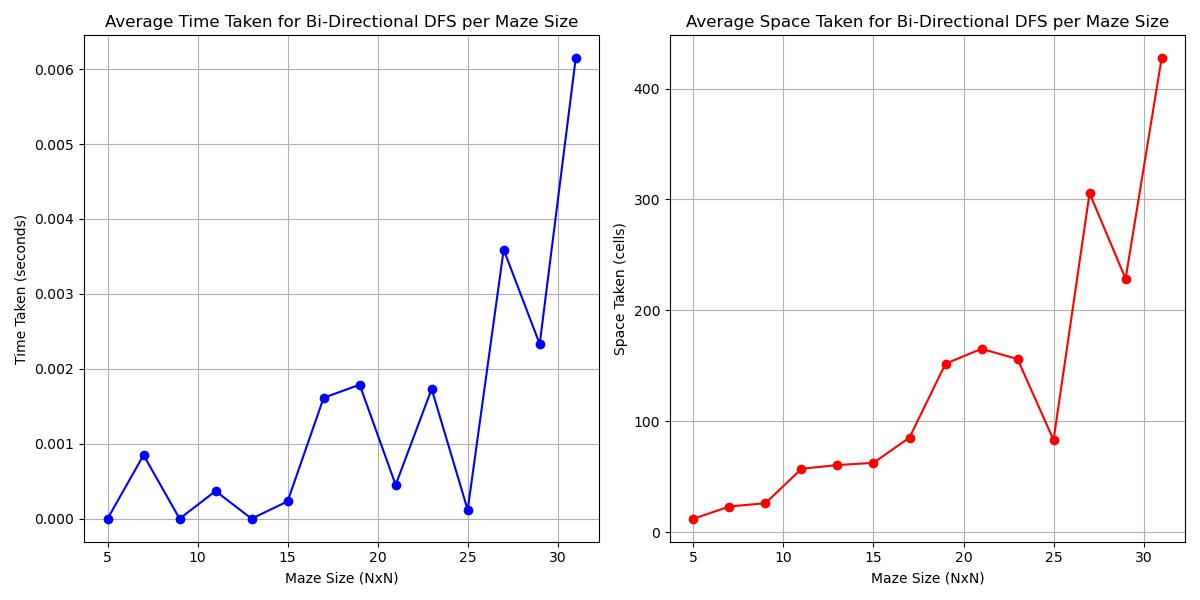 Average Time Taken for Bi-Directional DFS per Maze Size
Time Taken (seconds)
0.006
0.005
0.004
0.003
0.002
0.001
0.000
5 10 15 20 25 30
Maze Size (NxN)
Average Space Taken for Bi-Directional DFS per Maze Size
Space Taken (cells)
400
300
200
100
0
5 10 15 20 25 30
Maze Size (NxN)